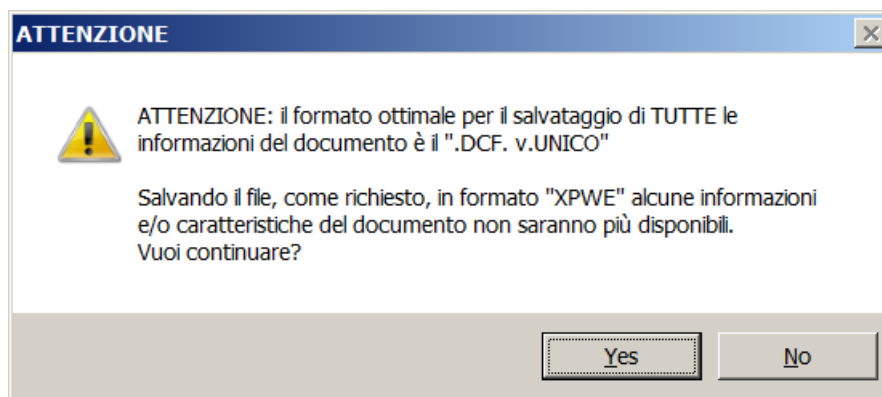 ATTENZIONE
ATTENZIONE: il formato ottimale per il salvataggio di TUTTE le
informazioni del documento è il ".DCF. v.UNICO"
Salvando il file, come richiesto, in formato "XPWE" alcune informazioni
e/o caratteristiche del documento non saranno più disponibili.
Vuoi continuare?
Yes
No